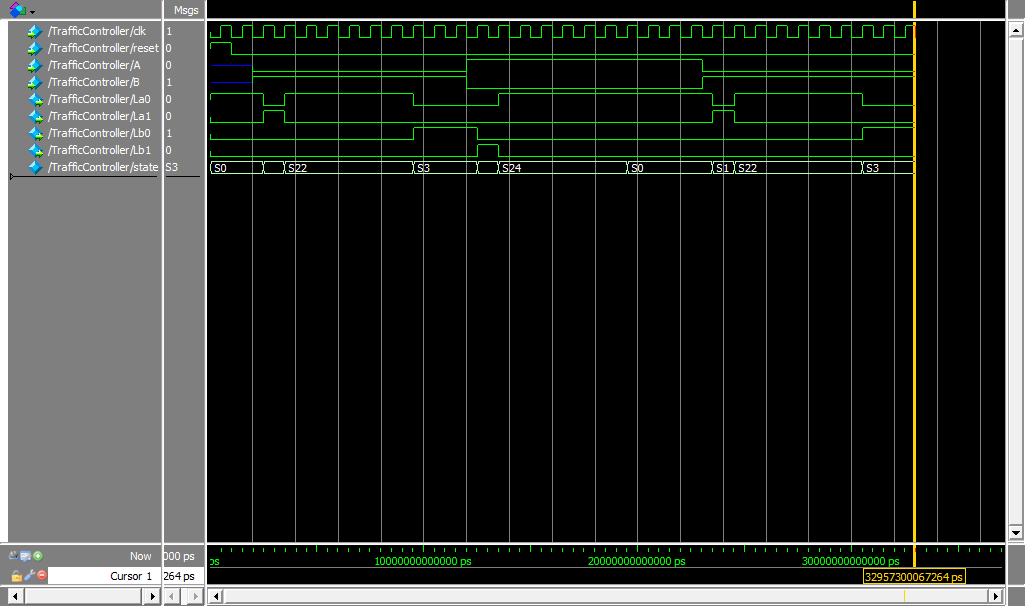 Msgs
/TrafficController/clk 1
/TrafficController/reset 0
/TrafficController/A 0
/TrafficController/B 1
/TrafficController/La0 0
/TrafficController/La1 0
/TrafficController/Lb0 1
/TrafficController/Lb1 0
/TrafficController/state S3 S0 S22 S3 S24 S0 S1 S22 S3
Now 000 ps ps 10000000000000 ps 20000000000000 ps 30000000000000 ps
Cursor 1 264 ps 32957300067264 ps